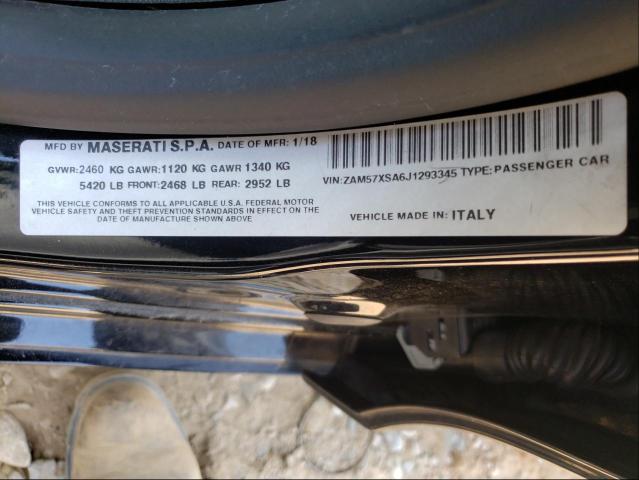 MFD BY MASERATI S.P.A. DATE OF MFR: 1/18
GVWR:2460 KG GAWR:1120 KG GAWR 1340 KG
5420 LB FRONT:2468 LB REAR: 2952 LB
THIS VEHICLE CONFORMS TO ALL APPLICABLE U.S.A. FEDERAL MOTOR
VEHICLE SAFETY AND THEFT PREVENTION STANDARDS IN EFFECT ON THE
DATE OF MANUFACTURE SHOWN ABOVE
VIN:ZAM57XSA6J1293345 TYPE:PASSENGER CAR
VEHICLE MADE IN: ITALY